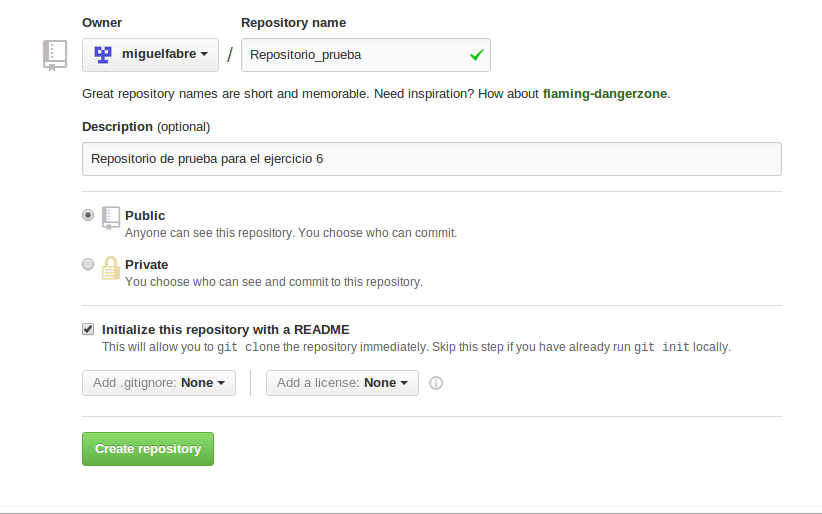 Owner Repository name
miguelfabre / Repositorio_prueba
Great repository names are short and memorable. Need inspiration? How about flaming-dangerzone.
Description (optional)
Repositorio de prueba para el ejercicio 6
Public
Anyone can see this repository. You choose who can commit.
Private
You choose who can see and commit to this repository.
Initialize this repository with a README
This will allow you to git clone the repository immediately. Skip this step if you have already run git init locally.
Add .gitignore: None Add a license: None
Create repository